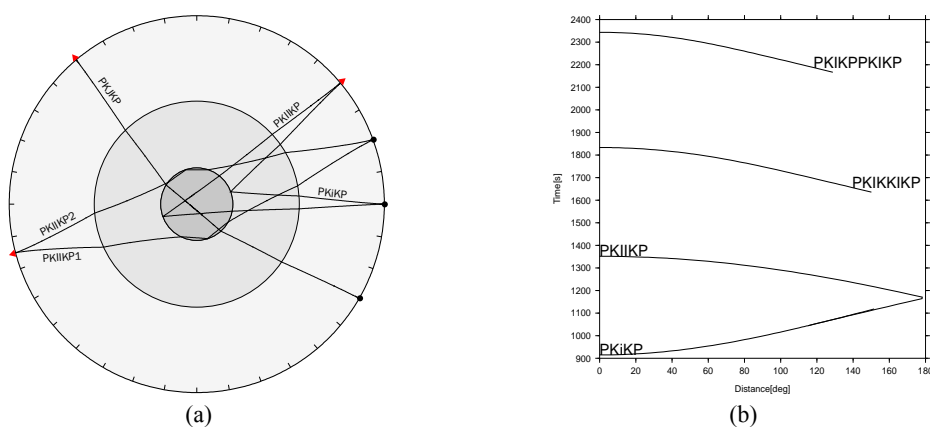 PKJKP
PKIIKP
PKiKP
PKIIKP2
PKIIKP1
(a)
2400
2300
2200
2100
2000
1900
1800
1700
1600
1500
1400
1300
1200
1100
1000
900
Time[s]
PKIKPPKIKP
PKIKKIKP
PKIIKP
PKiKP
0 20 40 60 80 100 120 140 160 180
Distance[deg]
(b)